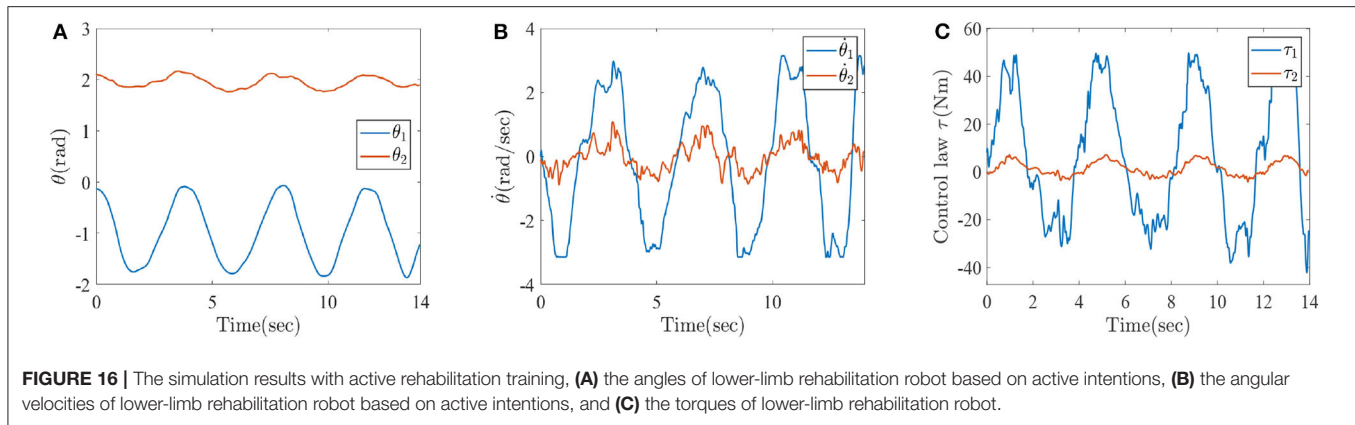 A
3
2
1
0
-1
-2
0
5
10
14
θ(rad)
Time(sec)
θ₁
θ₂
B
4
2
0
-2
-4
0
5
10
θ̇(rad/sec)
Time(sec)
θ̇₁
θ̇₂
C
60
40
20
0
-20
-40
0
2
4
6
8
10
12
14
Control law τ(Nm)
Time(sec)
τ₁
τ₂
FIGURE 16 | The simulation results with active rehabilitation training, (A) the angles of lower-limb rehabilitation robot based on active intentions, (B) the angular
velocities of lower-limb rehabilitation robot based on active intentions, and (C) the torques of lower-limb rehabilitation robot.